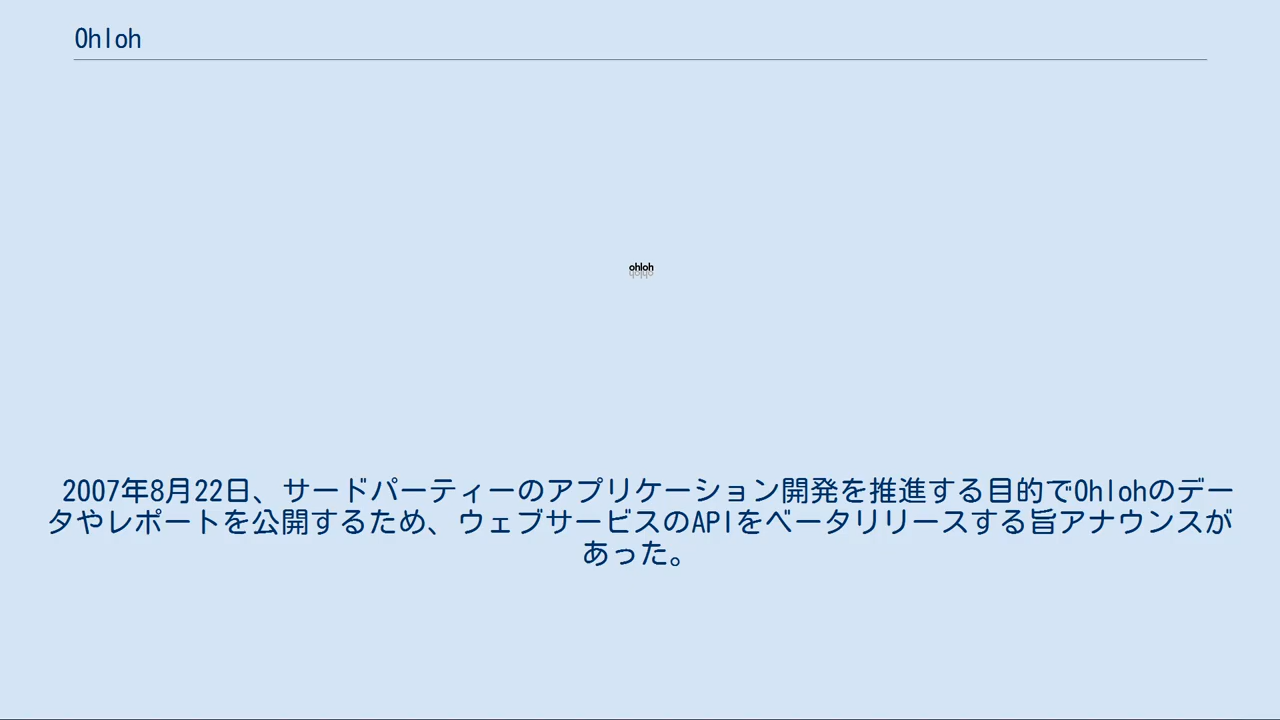 Ohloh
ohloh
2007年8月22日、サードパーティーのアプリケーション開発を推進する目的でOhlohのデー
タやレポートを公開するため、ウェブサービスのAPIをベータリリースする旨アナウンスが
あった。